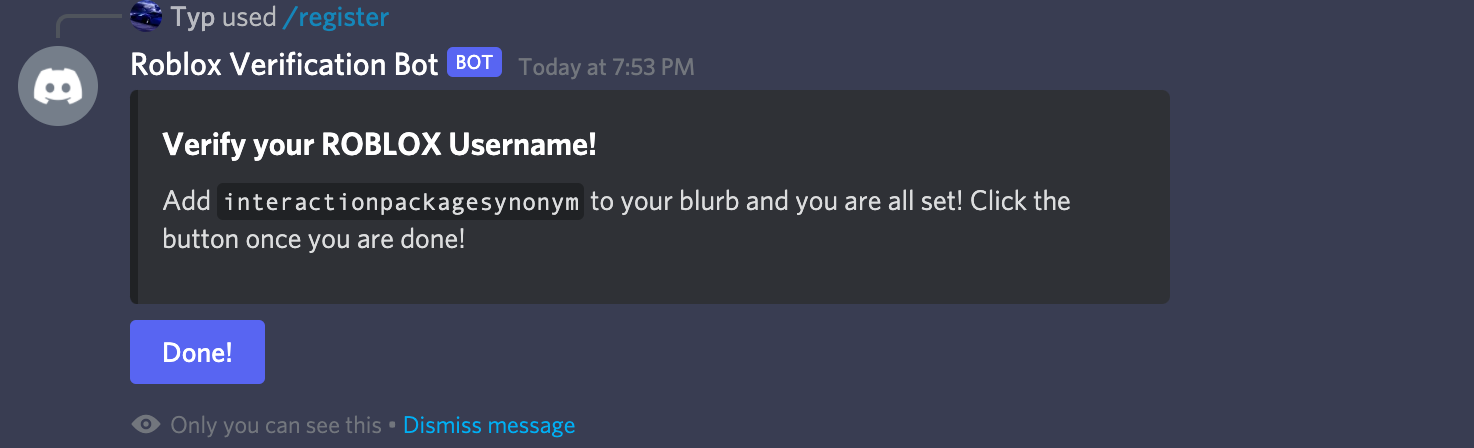 Typ used /register
Roblox Verification Bot BOT Today at 7:53 PM
Verify your ROBLOX Username!
Add interactionpackagesynonym to your blurb and you are all set! Click the
button once you are done!
Done!
Only you can see this • Dismiss message